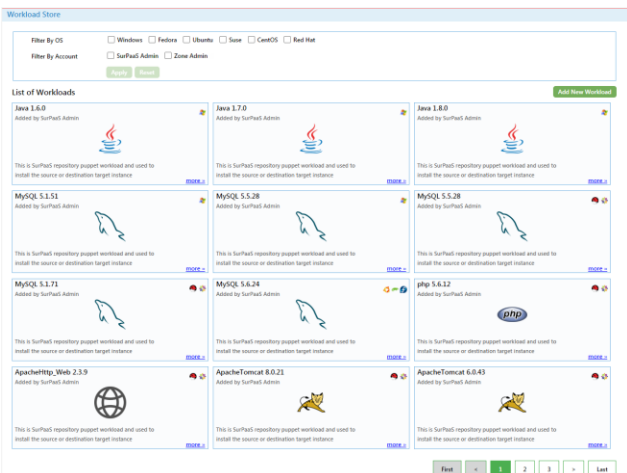 Workload Store
Filter By OS Windows Fedora Ubuntu Suse CentOS Red Hat
Filter By Account SurPaaS Admin Zone Admin
Apply Reset
List of Workloads Add New Workload
Java 1.6.0
Added by SurPaaS Admin
This is SurPaaS repository puppet workload and used to
install the source or destination target instance
more »
Java 1.7.0
Added by SurPaaS Admin
This is SurPaaS repository puppet workload and used to
install the source or destination target instance
more »
Java 1.8.0
Added by SurPaaS Admin
This is SurPaaS repository puppet workload and used to
install the source or destination target instance
more »
MySQL 5.1.51
Added by SurPaaS Admin
This is SurPaaS repository puppet workload and used to
install the source or destination target instance
more »
MySQL 5.5.28
Added by SurPaaS Admin
This is SurPaaS repository puppet workload and used to
install the source or destination target instance
more »
MySQL 5.5.28
Added by SurPaaS Admin
This is SurPaaS repository puppet workload and used to
install the source or destination target instance
more »
MySQL 5.1.71
Added by SurPaaS Admin
This is SurPaaS repository puppet workload and used to
install the source or destination target instance
more »
MySQL 5.6.24
Added by SurPaaS Admin
This is SurPaaS repository puppet workload and used to
install the source or destination target instance
more »
php 5.6.12
Added by SurPaaS Admin
php
This is SurPaaS repository puppet workload and used to
install the source or destination target instance
more »
ApacheHttp_Web 2.3.9
Added by SurPaaS Admin
This is SurPaaS repository puppet workload and used to
install the source or destination target instance
more »
ApacheTomcat 8.0.21
Added by SurPaaS Admin
This is SurPaaS repository puppet workload and used to
install the source or destination target instance
more »
ApacheTomcat 6.0.43
Added by SurPaaS Admin
This is SurPaaS repository puppet workload and used to
install the source or destination target instance
more »
First < 1 2 3 > Last